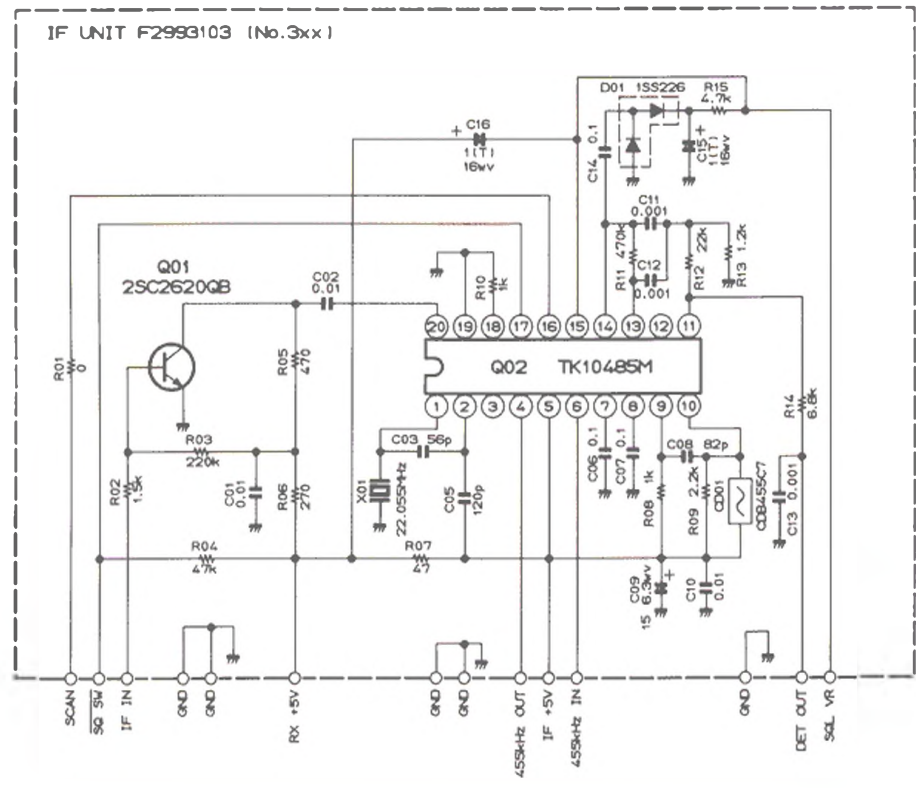 IF UNIT F2993103 (No.3xx)
D01 1SS226
R15
4.7k
+ C16
1(T)
16wv
C14 0.1
C15 +
1(T)
16wv
C11
0.001
R11 470k
C12
0.001
R12 22k
R13 1.2k
Q01
2SC2620QB
C02
0.01
R10 1k
20 19 18 17 16 15 14 13 12 11
Q02 TK10485M
1 2 3 4 5 6 7 8 9 10
R01 0
R05 470
R14 6.8k
R03
220k
R02 1.5k
C01 0.01
R06 270
C03 56p
X01
22.055MHz
C05 120p
C06 0.1
C07 0.1
R08 1k
C08 82p
R09 2.2k
CD01
CDB455C7
C13 0.001
R04
47k
R07
47
C09 +
15 6.3wv
C10 0.01
SCAN
SQ SW
IF IN
GND
GND
RX +5V
GND
GND
455kHz OUT
IF +5V
455kHz IN
GND
DET OUT
SQL VR